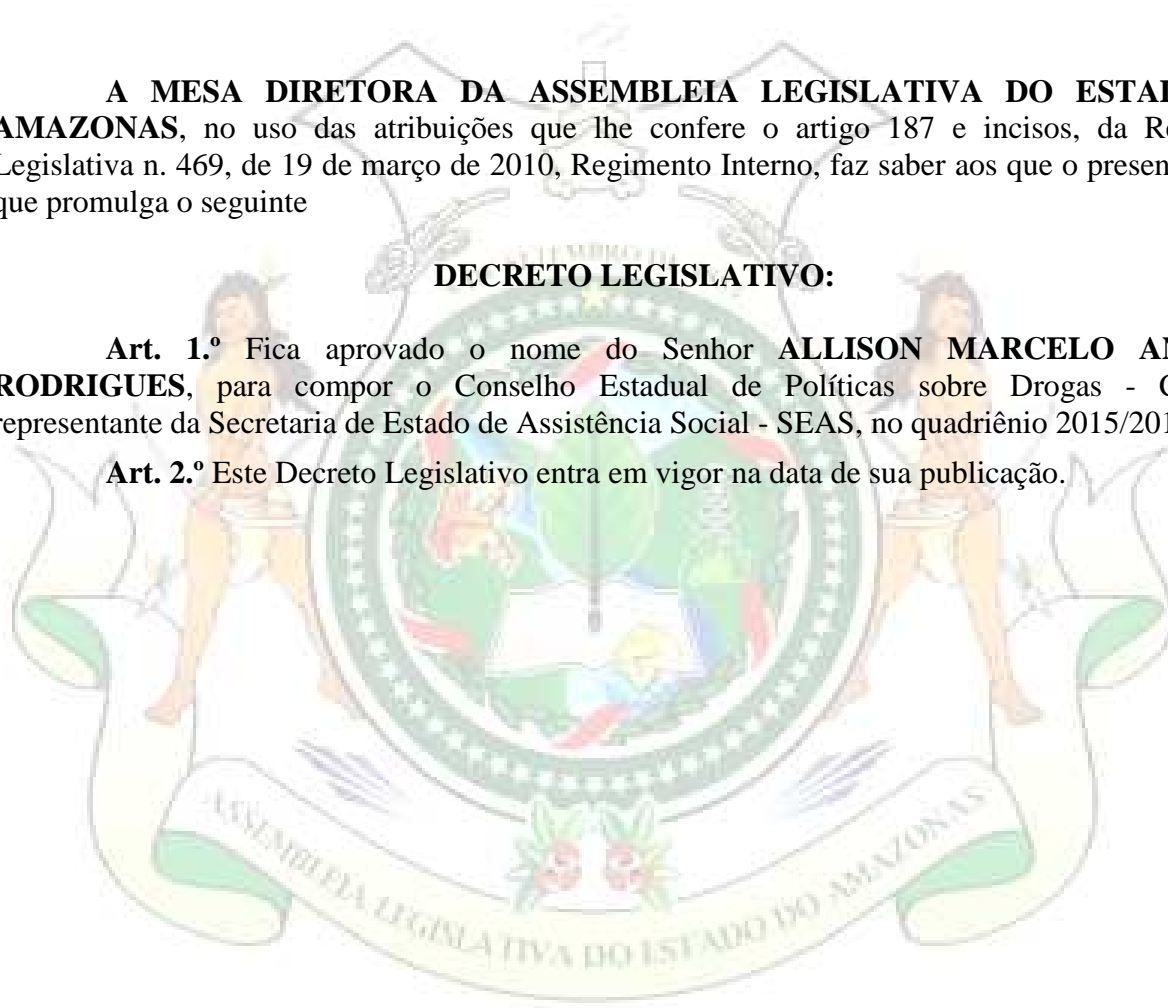 A MESA DIRETORA DA ASSEMBLEIA LEGISLATIVA DO
AMAZONAS, no uso das atribuições que lhe confere o artigo 187 e incisos, da
Legislativa n. 469, de 19 de março de 2010, Regimento Interno, faz saber aos que o
que promulga o seguinte
SETEMBRO DE
DECRETO LEGISLATIVO:
Art. 1.º Fica aprovado o nome do Senhor ALLISON MARCELO
RODRIGUES, para compor o Conselho Estadual de Políticas sobre Drogas -
representante da Secretaria de Estado de Assistência Social - SEAS, no quadriênio
Art. 2.º Este Decreto Legislativo entra em vigor na data de sua publicação.
ASSEMBLEIA LEGISLATIVA DO ESTADO DO AMAZONAS